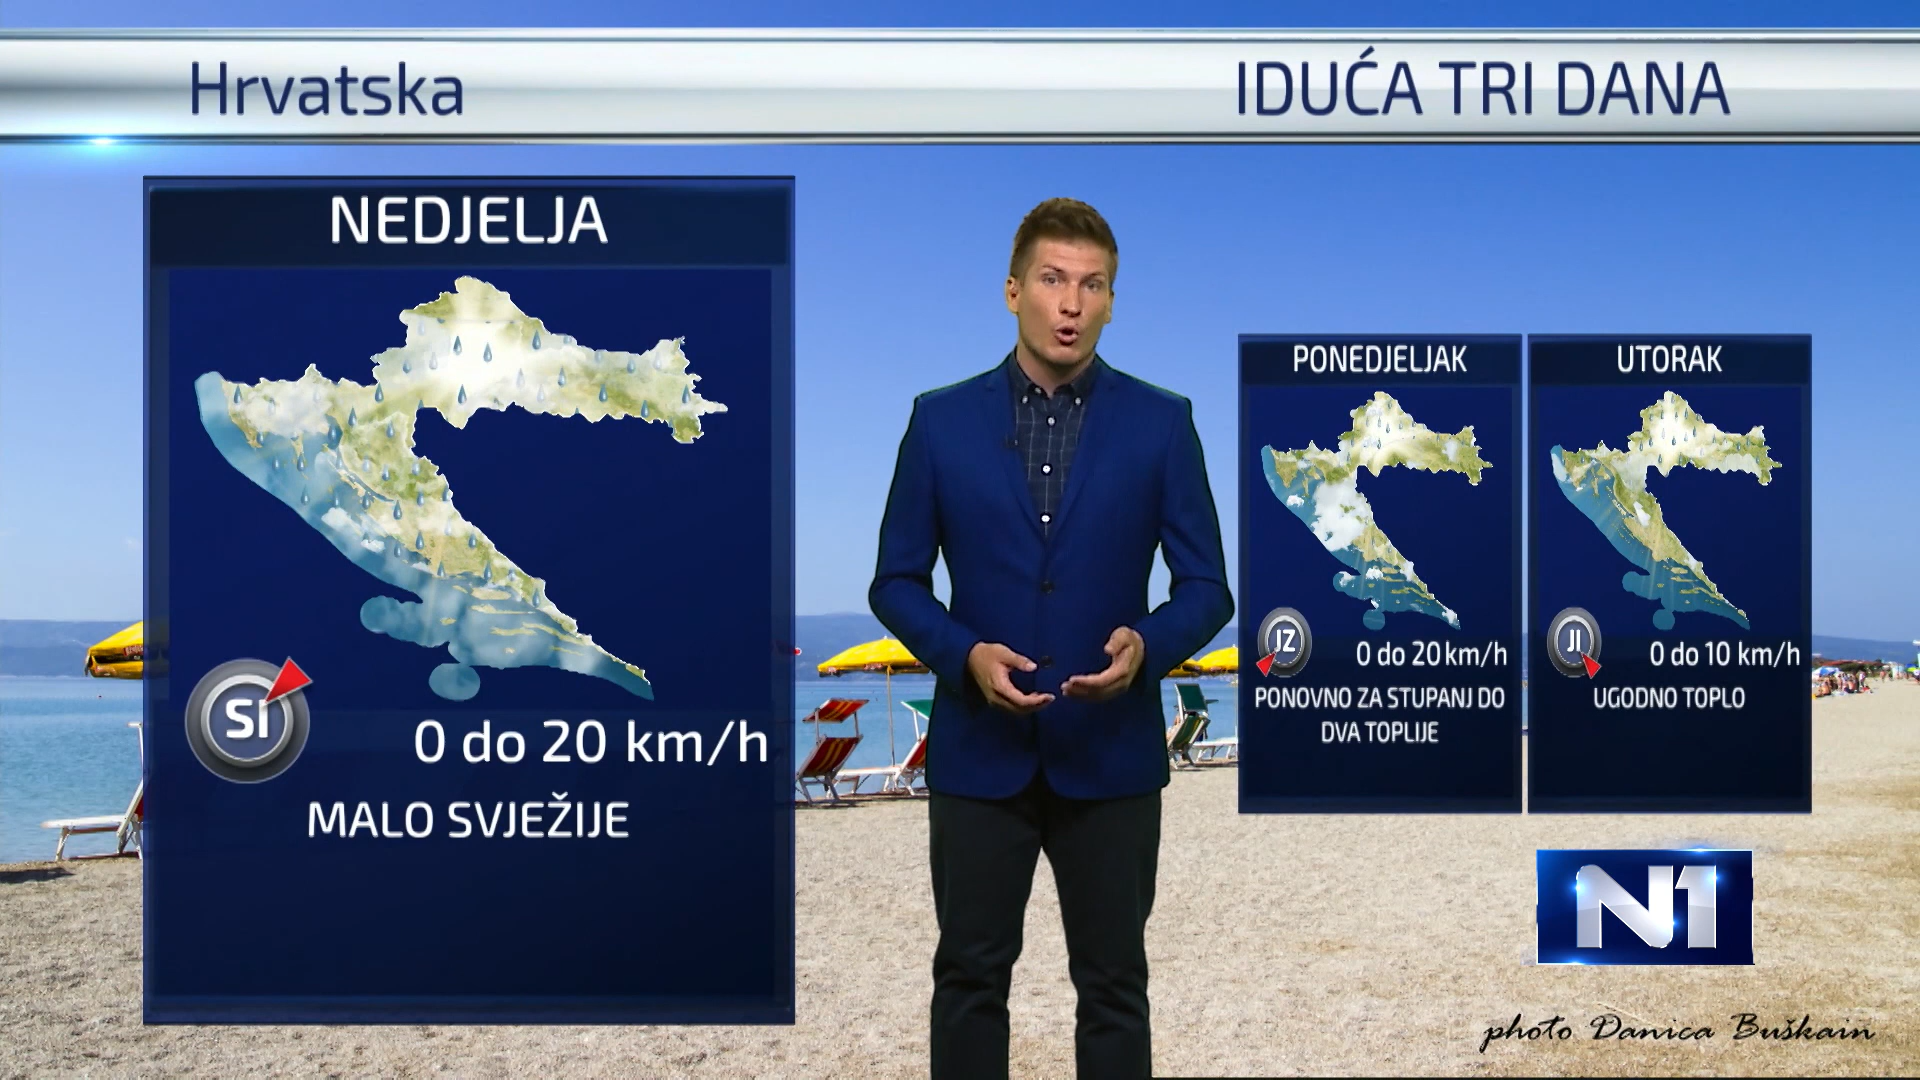 Hrvatska
IDUĆA TRI DANA
NEDJELJA
SI
0 do 20 km/h
MALO SVJEŽIJE
PONEDJELJAK
JZ
0 do 20 km/h
PONOVNO ZA STUPANJ DO
DVA TOPLIJE
UTORAK
JI
0 do 10 km/h
UGODNO TOPLO
N1
photo Danica Buškain